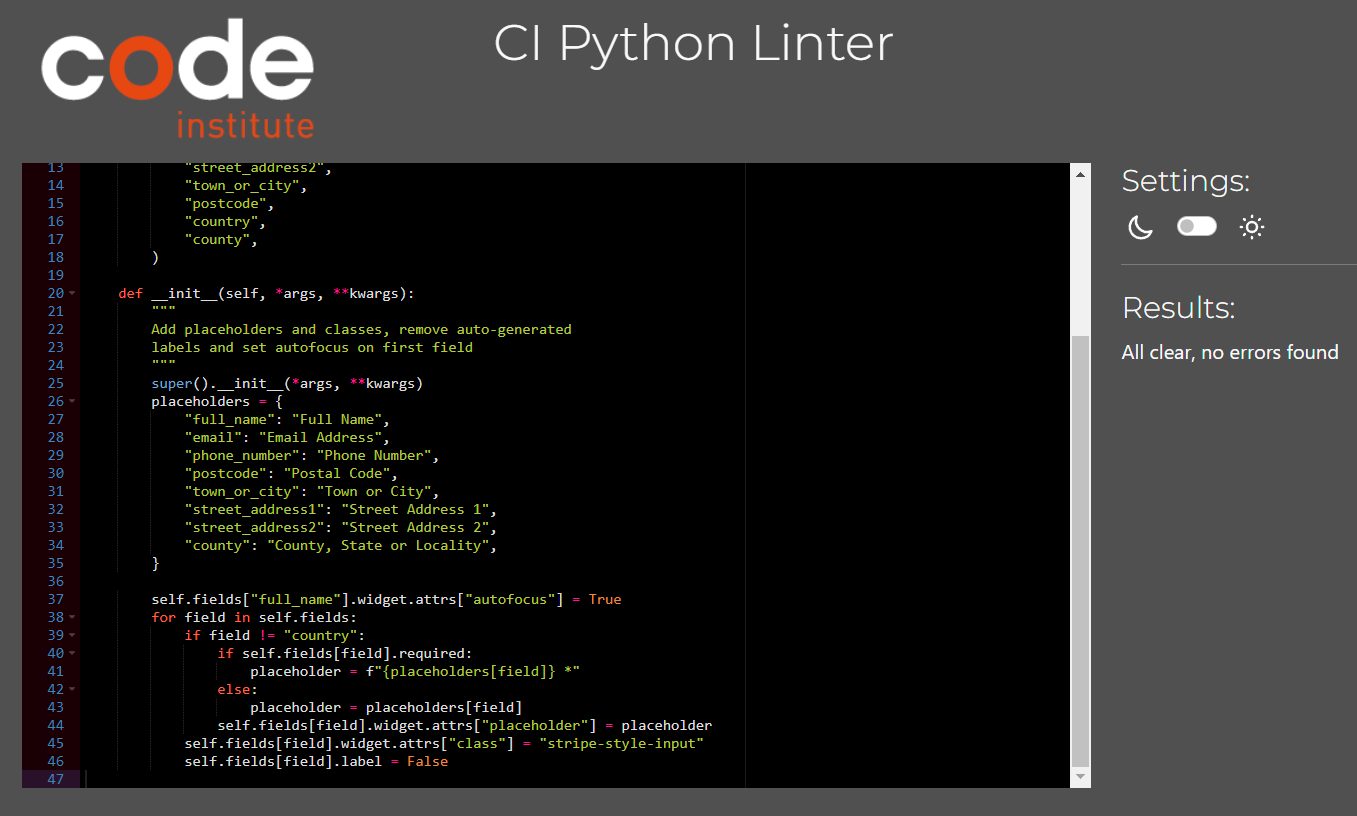 code
institute
CI Python Linter
13 "street_address2",
14 "town_or_city",
15 "postcode",
16 "country",
17 "county",
18 )
19
20 def __init__(self, *args, **kwargs):
21 """
22 Add placeholders and classes, remove auto-generated
23 labels and set autofocus on first field
24 """
25 super().__init__(*args, **kwargs)
26 placeholders = {
27 "full_name": "Full Name",
28 "email": "Email Address",
29 "phone_number": "Phone Number",
30 "postcode": "Postal Code",
31 "town_or_city": "Town or City",
32 "street_address1": "Street Address 1",
33 "street_address2": "Street Address 2",
34 "county": "County, State or Locality",
35 }
36
37 self.fields["full_name"].widget.attrs["autofocus"] = True
38 for field in self.fields:
39 if field != "country":
40 if self.fields[field].required:
41 placeholder = f"{placeholders[field]} *"
42 else:
43 placeholder = placeholders[field]
44 self.fields[field].widget.attrs["placeholder"] = placeholder
45 self.fields[field].widget.attrs["class"] = "stripe-style-input"
46 self.fields[field].label = False
47
Settings:
Results:
All clear, no errors found